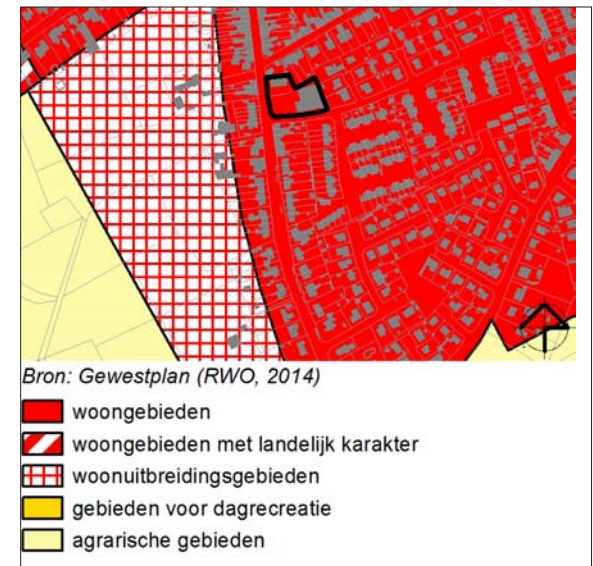 Bron: Gewestplan (RWO, 2014)
woongebieden
woongebieden met landelijk karakter
woonuitbreidingsgebieden
gebieden voor dagrecreatie
agrarische gebieden